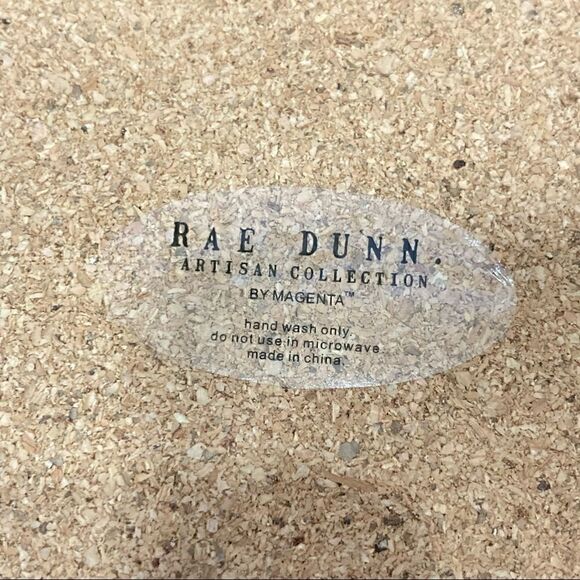 RAE DUNN.
ARTISAN COLLECTION
BY MAGENTA™
hand wash only.
do not use in microwave
made in china.